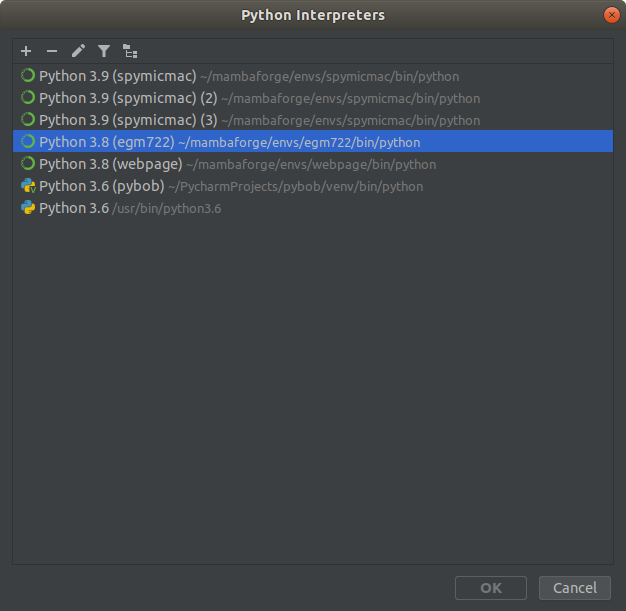 Python Interpreters
Python 3.9 (spymicmac) ~/mambaforge/envs/spymicmac/bin/python
Python 3.9 (spymicmac) (2) ~/mambaforge/envs/spymicmac/bin/python
Python 3.9 (spymicmac) (3) ~/mambaforge/envs/spymicmac/bin/python
Python 3.8 (egm722) ~/mambaforge/envs/egm722/bin/python
Python 3.8 (webpage) ~/mambaforge/envs/webpage/bin/python
Python 3.6 (pybob) ~/PycharmProjects/pybob/venv/bin/python
Python 3.6 /usr/bin/python3.6
OK Cancel